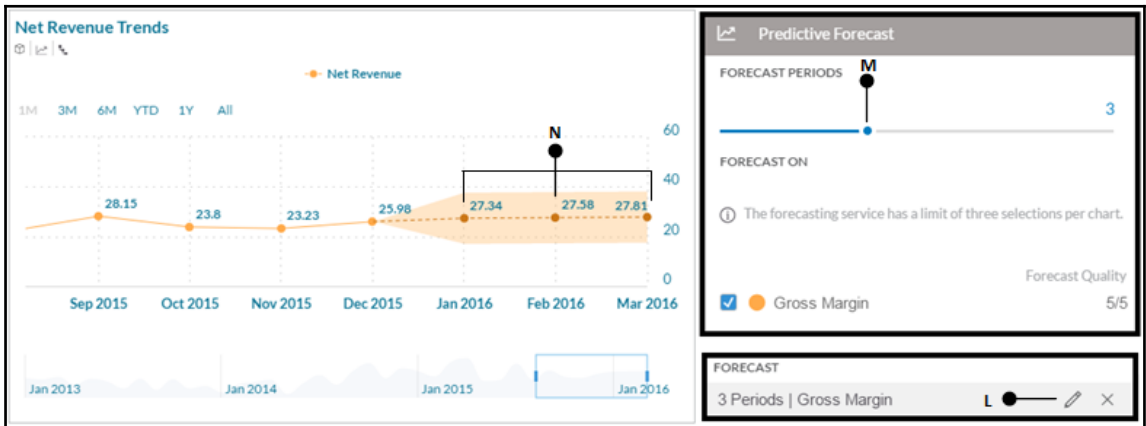 Net Revenue Trends
Net Revenue
1M 3M 6M YTD 1Y All
60
40
20
0
28.15
23.8
23.23
25.98
27.34
27.58
27.81
N
Sep 2015 Oct 2015 Nov 2015 Dec 2015 Jan 2016 Feb 2016 Mar 2016
Jan 2013 Jan 2014 Jan 2015 Jan 2016
Predictive Forecast
FORECAST PERIODS
M
3
FORECAST ON
The forecasting service has a limit of three selections per chart.
Forecast Quality
Gross Margin 5/5
FORECAST
3 Periods | Gross Margin L